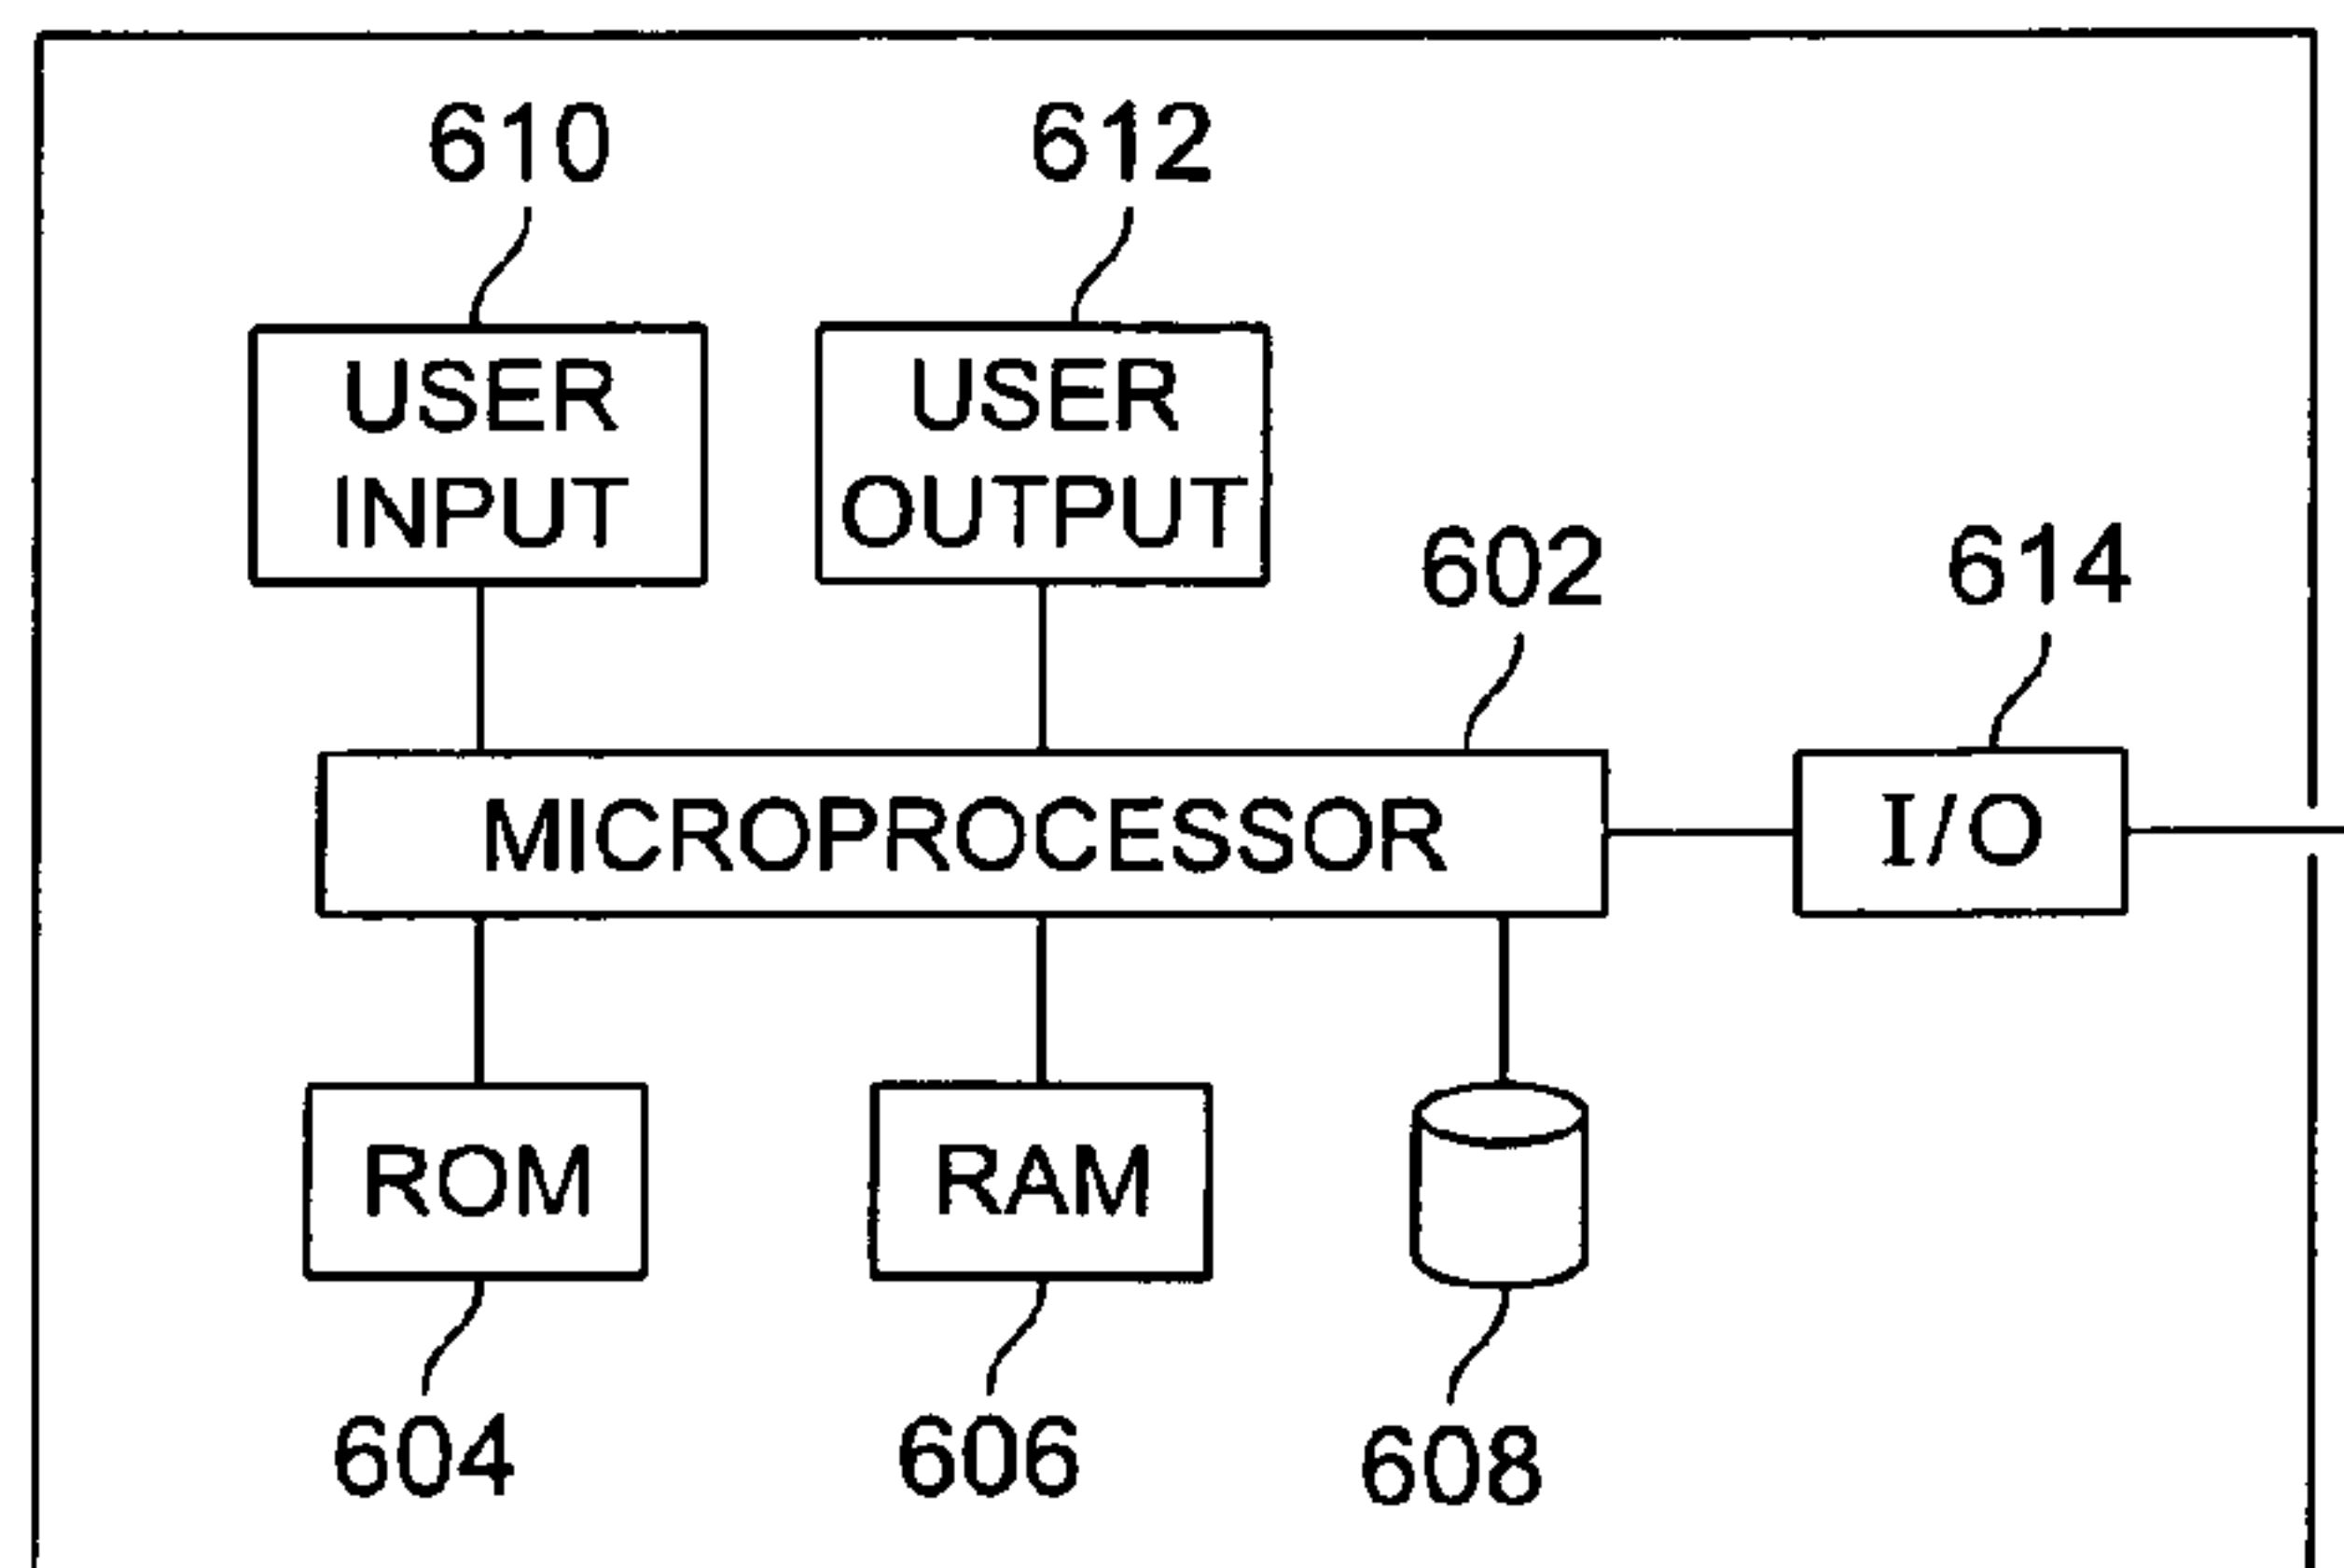 610
612
USER
INPUT
USER
OUTPUT
602
614
MICROPROCESSOR
I/O
ROM
RAM
604
606
608